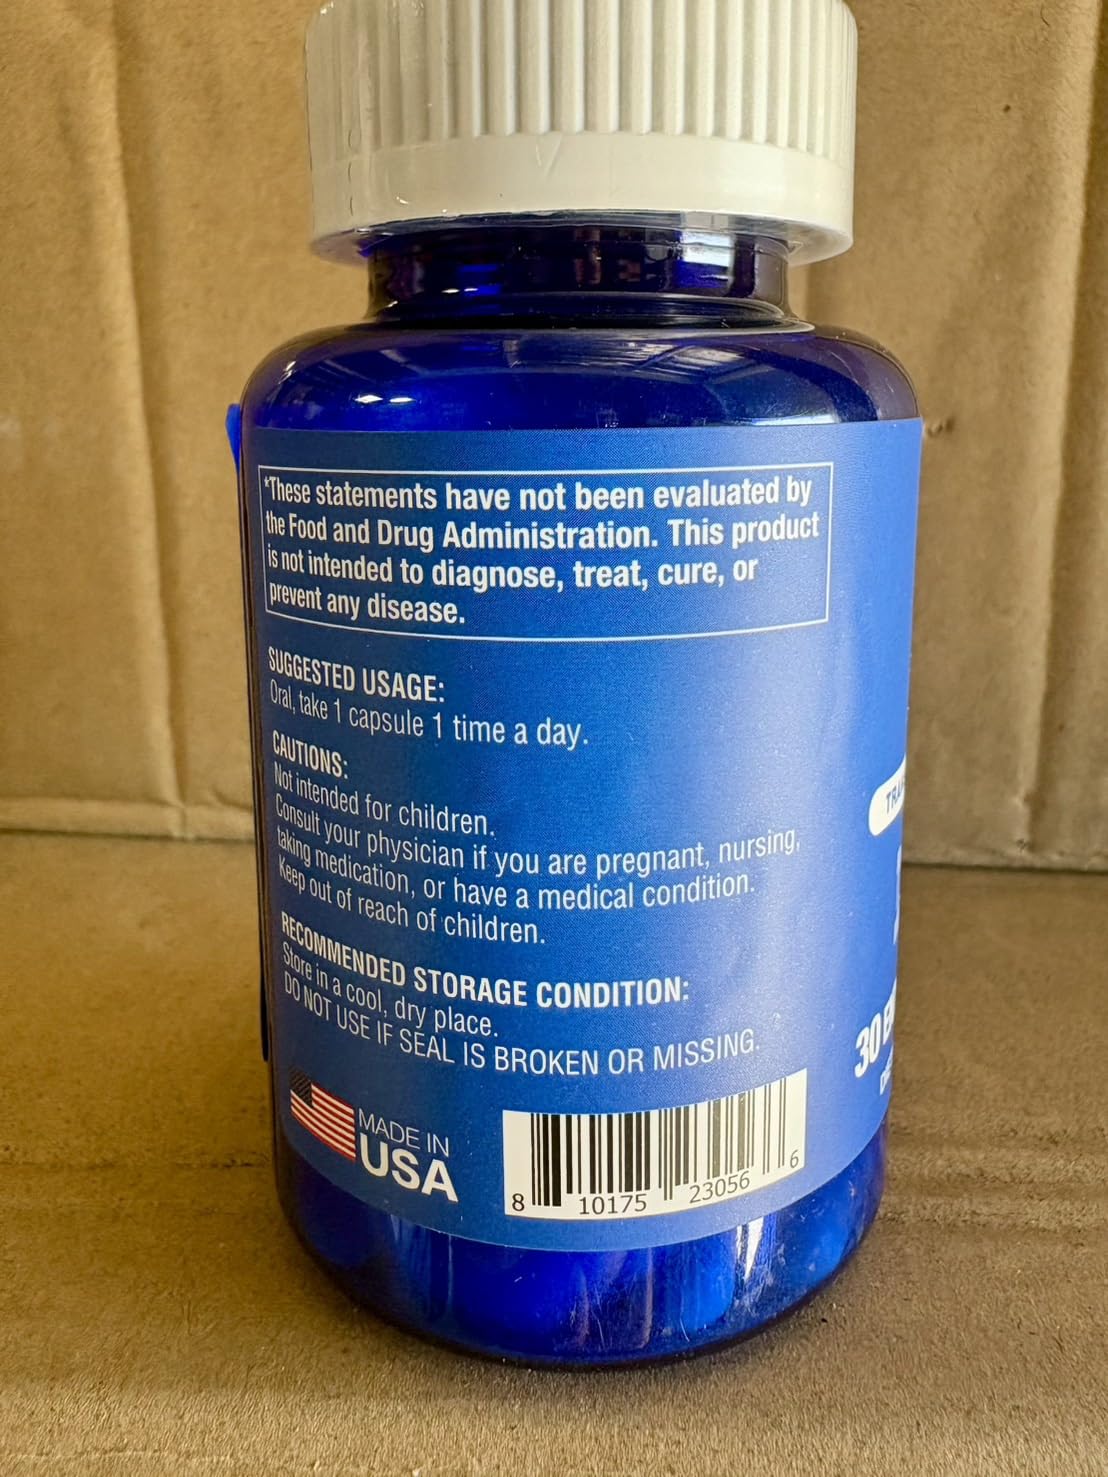 *These statements have not been evaluated by
the Food and Drug Administration. This product
is not intended to diagnose, treat, cure, or
prevent any disease.
SUGGESTED USAGE:
Oral, take 1 capsule 1 time a day.
CAUTIONS:
Not intended for children.
Consult your physician if you are pregnant, nursing,
taking medication, or have a medical condition.
Keep out of reach of children.
RECOMMENDED STORAGE CONDITION:
Store in a cool, dry place.
DO NOT USE IF SEAL IS BROKEN OR MISSING.
MADE IN
USA
8 10175 23056 6
30